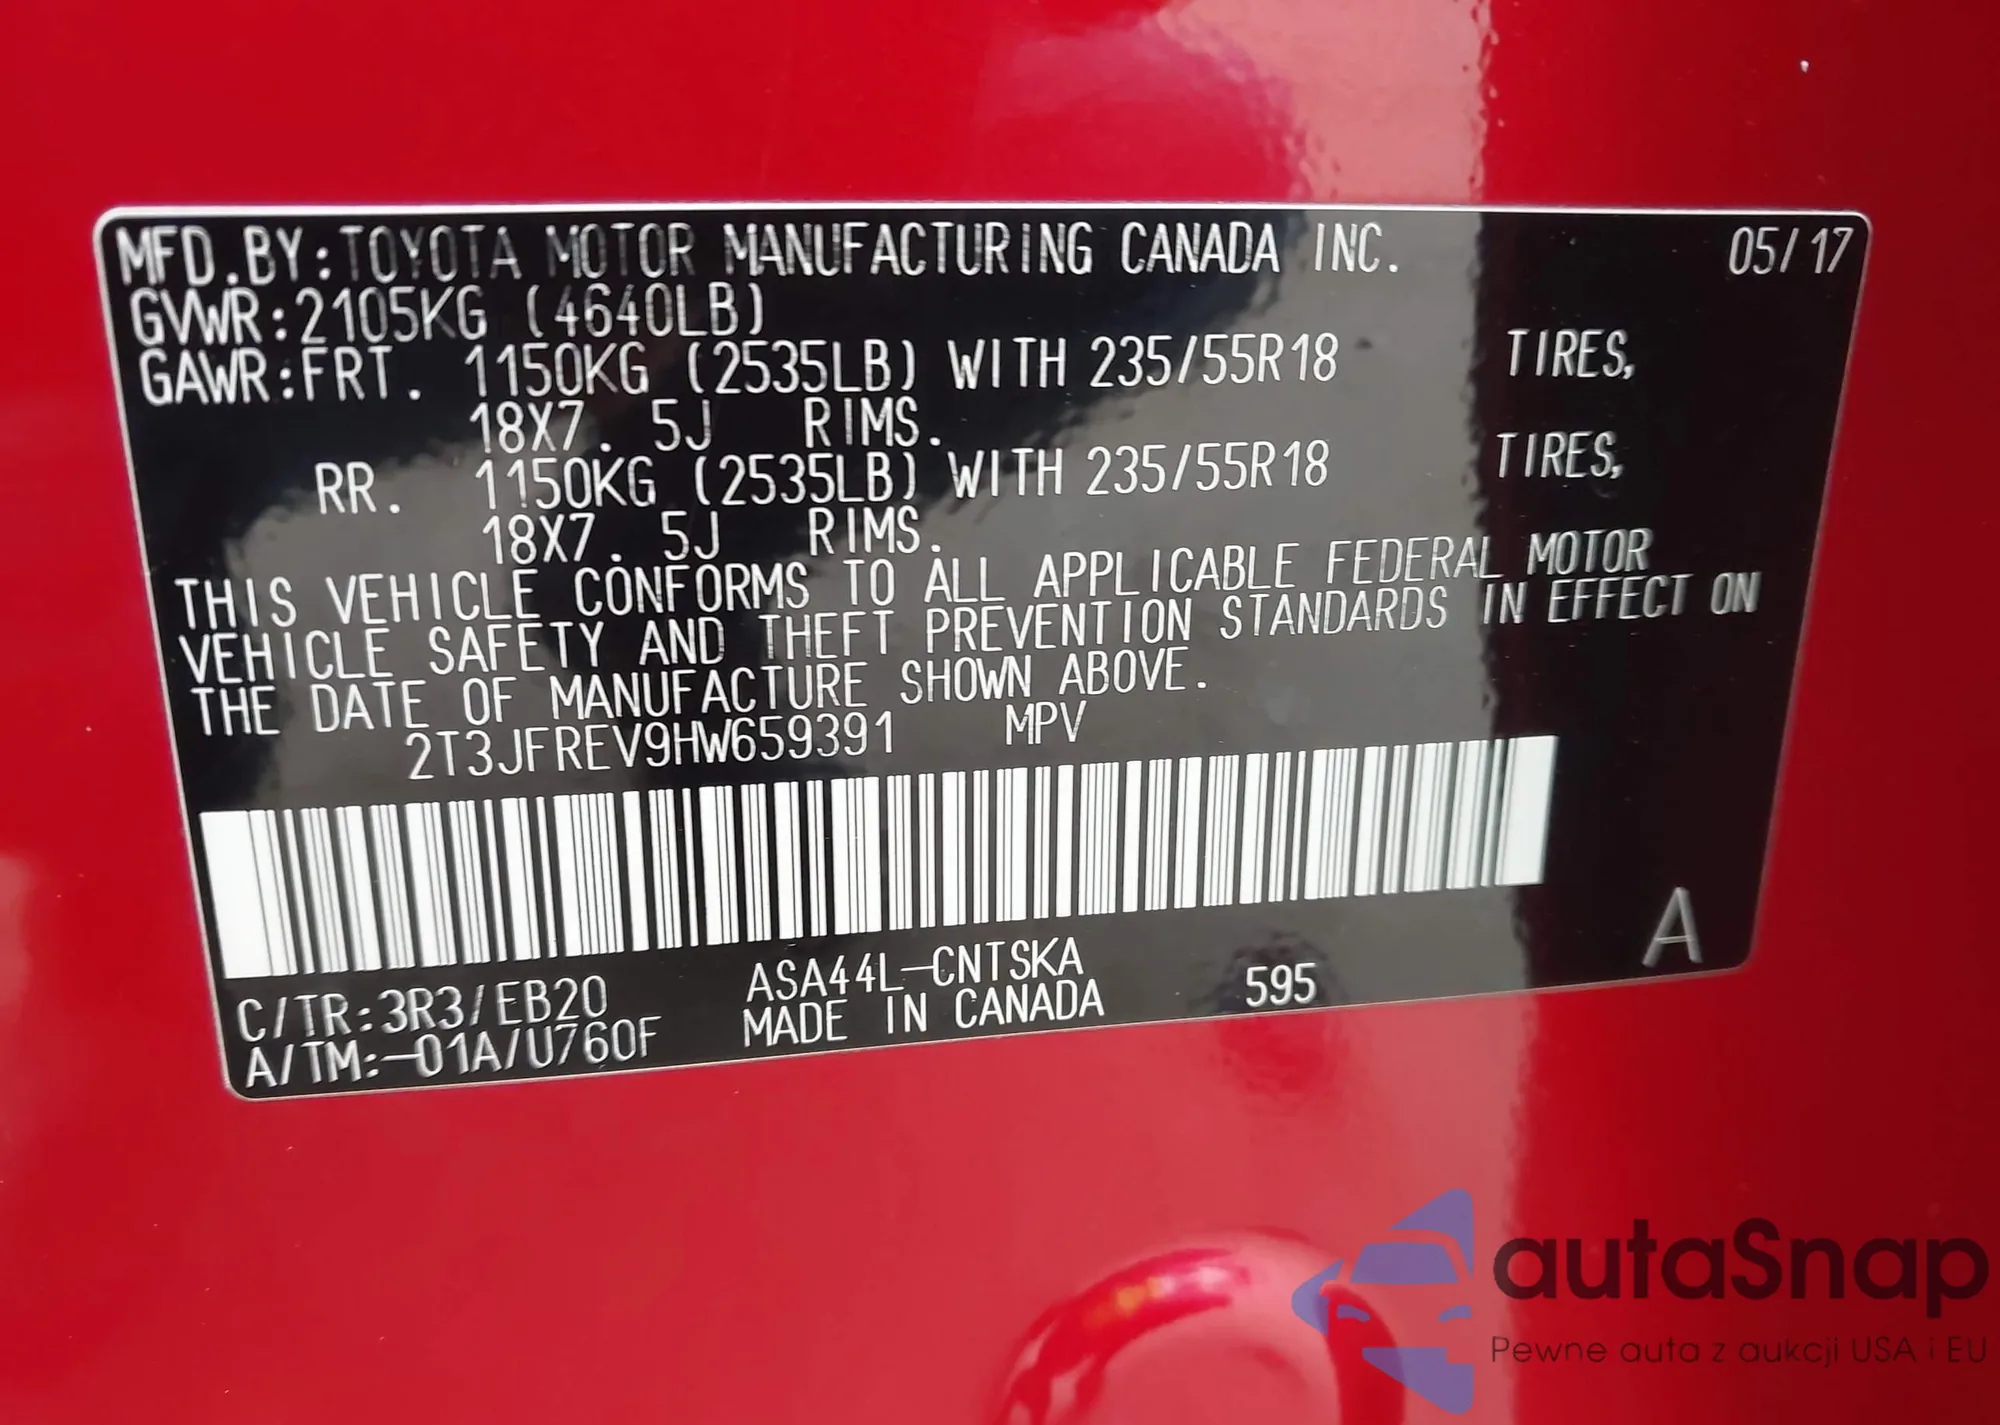 MFD.BY:TOYOTA MOTOR MANUFACTURING CANADA INC. 05/17
GVWR:2105KG (4640LB)
GAWR:FRT. 1150KG (2535LB) WITH 235/55R18 TIRES,
18X7.5J RIMS.
RR. 1150KG (2535LB) WITH 235/55R18 TIRES,
18X7.5J RIMS.
THIS VEHICLE CONFORMS TO ALL APPLICABLE FEDERAL MOTOR
VEHICLE SAFETY AND THEFT PREVENTION STANDARDS IN EFFECT ON
THE DATE OF MANUFACTURE SHOWN ABOVE.
2T3JFREV9HW659391 MPV
A
C/TR:3R3/EB20 ASA44L-CNTSKA 595
A/TM:-01A/U760F MADE IN CANADA
autaSnap
Pewne auta z aukcji USA i EU